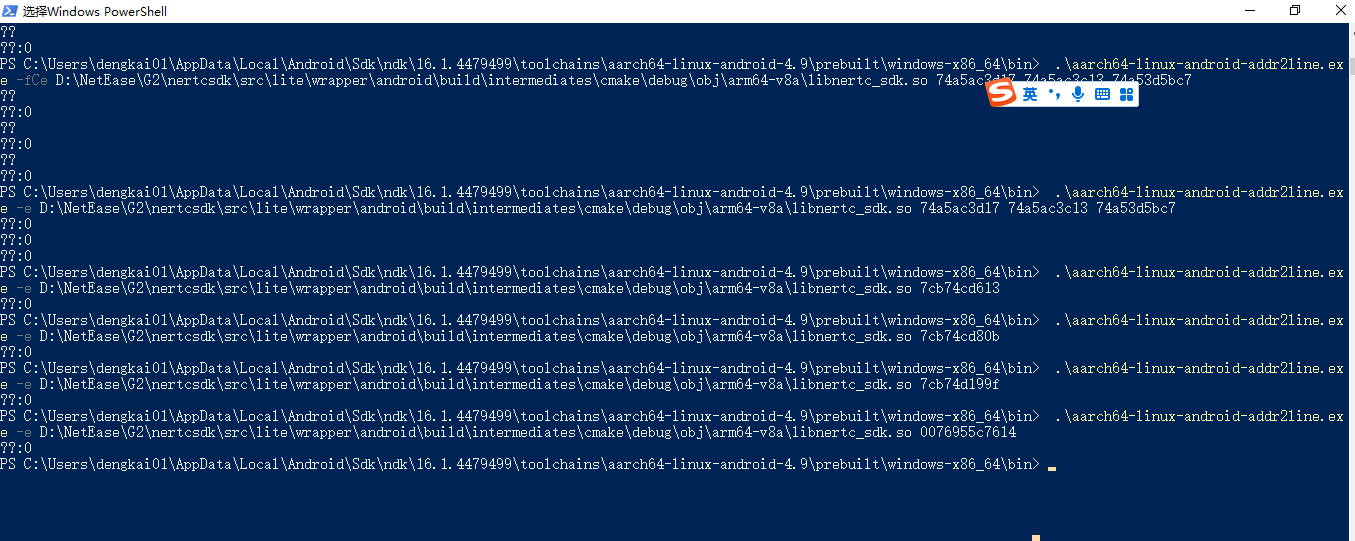 选择Windows PowerShell
??
??:0
PS C:\Users\dengkai01\AppData\Local\Android\Sdk\ndk\16.1.4479499\toolchains\aarch64-linux-android-4.9\prebuilt\windows-x86_64\bin> .\aarch64-linux-android-addr2line.ex
e -fCe D:\NetEase\G2\nertcsdk\src\lite\wrapper\android\build\intermediates\cmake\debug\obj\arm64-v8a\libnertc_sdk.so 74a5ac3d17 74a5ac3c13 74a53d5bc7
英
??
??:0
??
??:0
??
??:0
PS C:\Users\dengkai01\AppData\Local\Android\Sdk\ndk\16.1.4479499\toolchains\aarch64-linux-android-4.9\prebuilt\windows-x86_64\bin> .\aarch64-linux-android-addr2line.ex
e -e D:\NetEase\G2\nertcsdk\src\lite\wrapper\android\build\intermediates\cmake\debug\obj\arm64-v8a\libnertc_sdk.so 74a5ac3d17 74a5ac3c13 74a53d5bc7
??:0
??:0
??:0
PS C:\Users\dengkai01\AppData\Local\Android\Sdk\ndk\16.1.4479499\toolchains\aarch64-linux-android-4.9\prebuilt\windows-x86_64\bin> .\aarch64-linux-android-addr2line.ex
e -e D:\NetEase\G2\nertcsdk\src\lite\wrapper\android\build\intermediates\cmake\debug\obj\arm64-v8a\libnertc_sdk.so 7cb74cd613
??:0
PS C:\Users\dengkai01\AppData\Local\Android\Sdk\ndk\16.1.4479499\toolchains\aarch64-linux-android-4.9\prebuilt\windows-x86_64\bin> .\aarch64-linux-android-addr2line.ex
e -e D:\NetEase\G2\nertcsdk\src\lite\wrapper\android\build\intermediates\cmake\debug\obj\arm64-v8a\libnertc_sdk.so 7cb74cd80b
??:0
PS C:\Users\dengkai01\AppData\Local\Android\Sdk\ndk\16.1.4479499\toolchains\aarch64-linux-android-4.9\prebuilt\windows-x86_64\bin> .\aarch64-linux-android-addr2line.ex
e -e D:\NetEase\G2\nertcsdk\src\lite\wrapper\android\build\intermediates\cmake\debug\obj\arm64-v8a\libnertc_sdk.so 7cb74d199f
??:0
PS C:\Users\dengkai01\AppData\Local\Android\Sdk\ndk\16.1.4479499\toolchains\aarch64-linux-android-4.9\prebuilt\windows-x86_64\bin> .\aarch64-linux-android-addr2line.ex
e -e D:\NetEase\G2\nertcsdk\src\lite\wrapper\android\build\intermediates\cmake\debug\obj\arm64-v8a\libnertc_sdk.so 0076955c7614
??:0
PS C:\Users\dengkai01\AppData\Local\Android\Sdk\ndk\16.1.4479499\toolchains\aarch64-linux-android-4.9\prebuilt\windows-x86_64\bin>